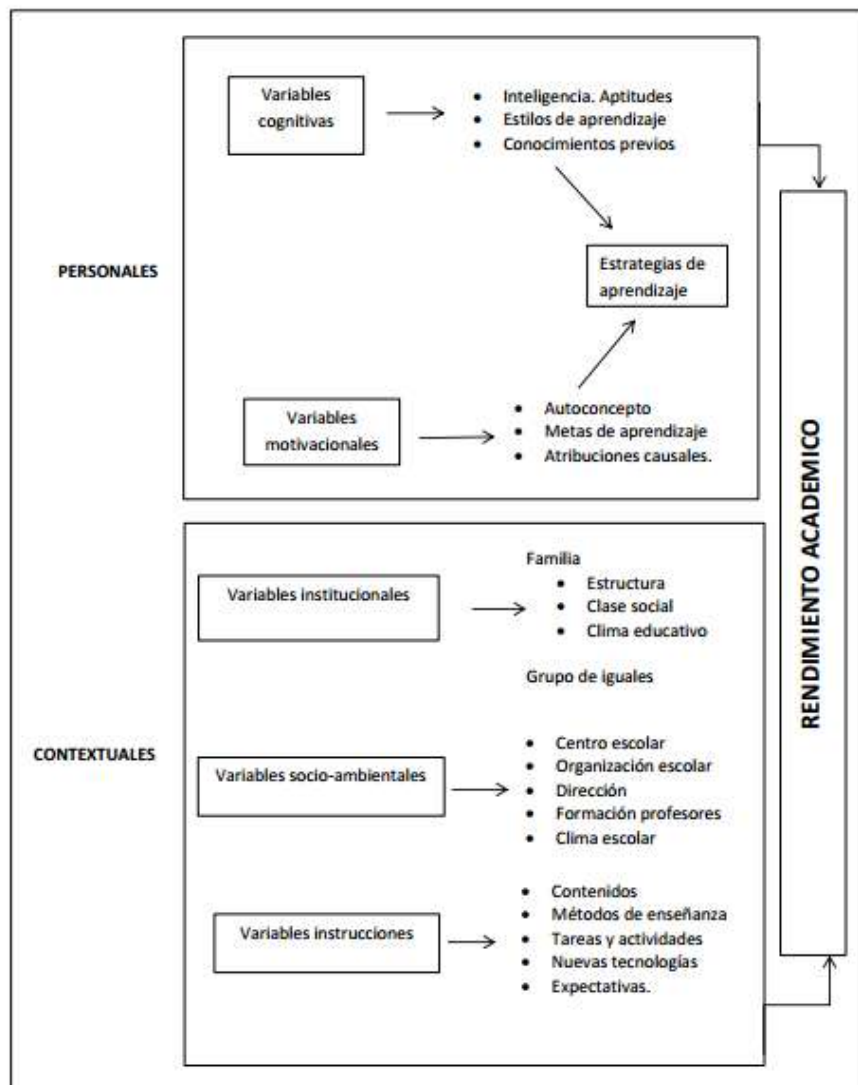 Variables
cognitivas
Inteligencia. Aptitudes
Estilos de aprendizaje
Conocimientos previos
PERSONALES
Estrategias de
aprendizaje
Variables
motivacionales
Autoconcepto
Metas de aprendizaje
Atribuciones causales.
RENDIMIENTO ACADEMICO
CONTEXTUALES
Variables institucionales
Familia
Estructura
Clase social
Clima educativo
Grupo de iguales
Variables socio-ambientales
Centro escolar
Organización escolar
Dirección
Formación profesores
Clima escolar
Variables instrucciones
Contenidos
Métodos de enseñanza
Tareas y actividades
Nuevas tecnologías
Expectativas.